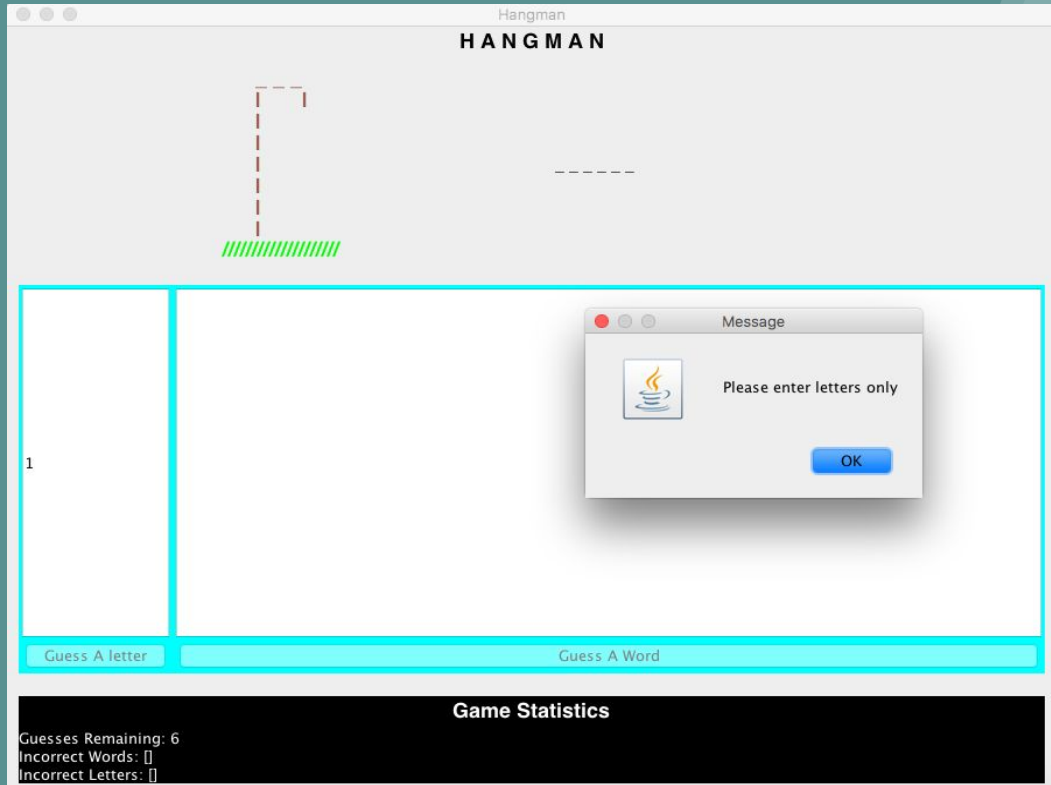 Hangman
H A N G M A N
_ _ _
| |
|
|
|
|
|
|
_ _ _ _ _ _
////////////////////
Message
Please enter letters only
OK
1
Guess A letter
Guess A Word
Game Statistics
Guesses Remaining: 6
Incorrect Words: []
Incorrect Letters: []